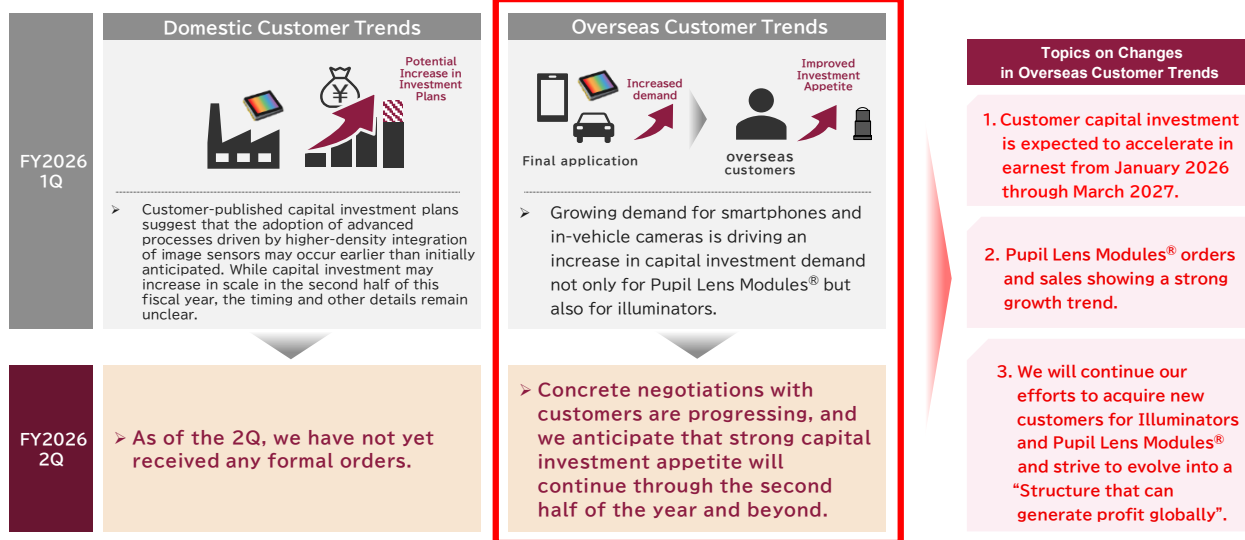 Domestic Customer Trends
Overseas Customer Trends
Topics on Changes
in Overseas Customer Trends
FY2026
1Q
¥
Potential
Increase in
Investment
Plans
➢ Customer-published capital investment plans
suggest that the adoption of advanced
processes driven by higher-density integration
of image sensors may occur earlier than initially
anticipated. While capital investment may
increase in scale in the second half of this
fiscal year, the timing and other details remain
unclear.
Increased
demand
Improved
Investment
Appetite
Final application
overseas
customers
➢ Growing demand for smartphones and
in-vehicle cameras is driving an
increase in capital investment demand
not only for Pupil Lens Modules® but
also for illuminators.
FY2026
2Q
➢ As of the 2Q, we have not yet
received any formal orders.
➢ Concrete negotiations with
customers are progressing, and
we anticipate that strong capital
investment appetite will
continue through the second
half of the year and beyond.
1. Customer capital investment
is expected to accelerate in
earnest from January 2026
through March 2027.
2. Pupil Lens Modules® orders
and sales showing a strong
growth trend.
3. We will continue our
efforts to acquire new
customers for Illuminators
and Pupil Lens Modules®
and strive to evolve into a
“Structure that can
generate profit globally”.